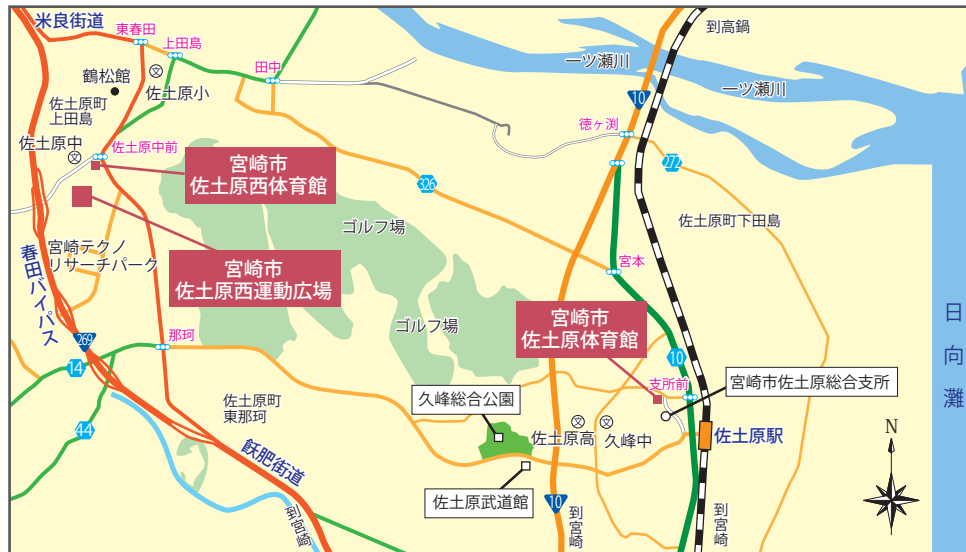 米良街道
東春田
上田島
田中
到高鍋
一ツ瀬川
一ツ瀬川
鶴松館
佐土原小
佐土原町
上田島
佐土原中
佐土原中前
10
徳ヶ渕
272
326
宮崎市
佐土原西体育館
ゴルフ場
佐土原町下田島
宮崎テクノ
リサーチパーク
宮崎市
佐土原西運動広場
宮本
春田バイパス
269
14
那珂
ゴルフ場
宮崎市
佐土原体育館
10
日向灘
佐土原町
東那珂
44
久峰総合公園
支所前
宮崎市佐土原総合支所
佐土原高
久峰中
佐土原駅
N
飫肥街道
佐土原武道館
10
到宮崎
到宮崎
到宮崎
文
文
文
文